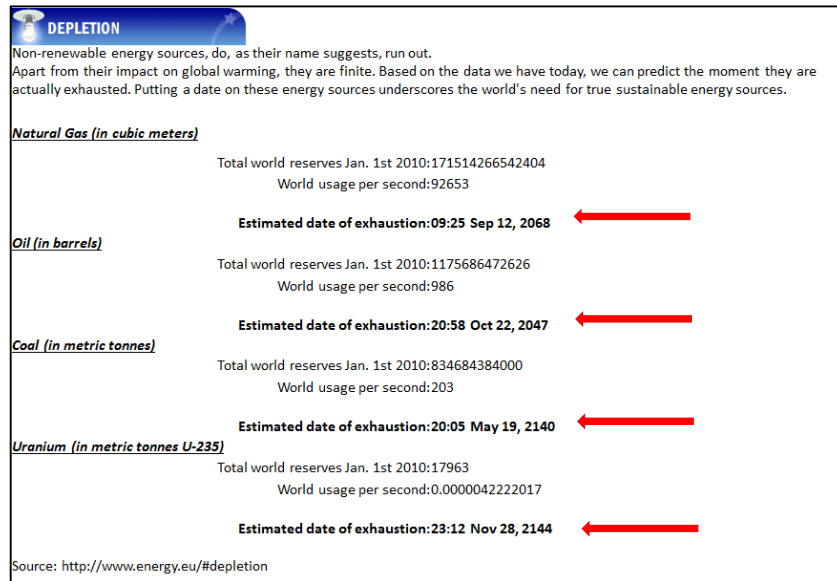 DEPLETION
Non-renewable energy sources, do, as their name suggests, run out.
Apart from their impact on global warming, they are finite. Based on the data we have today, we can predict the moment they are
actually exhausted. Putting a date on these energy sources underscores the world's need for true sustainable energy sources.
Natural Gas (in cubic meters)
Total world reserves Jan. 1st 2010:171514266542404
World usage per second:92653
Estimated date of exhaustion:09:25 Sep 12, 2068
Oil (in barrels)
Total world reserves Jan. 1st 2010:1175686472626
World usage per second:986
Estimated date of exhaustion:20:58 Oct 22, 2047
Coal (in metric tonnes)
Total world reserves Jan. 1st 2010:834684384000
World usage per second:203
Estimated date of exhaustion:20:05 May 19, 2140
Uranium (in metric tonnes U-235)
Total world reserves Jan. 1st 2010:17963
World usage per second:0.0000042222017
Estimated date of exhaustion:23:12 Nov 28, 2144
Source: http://www.energy.eu/#depletion